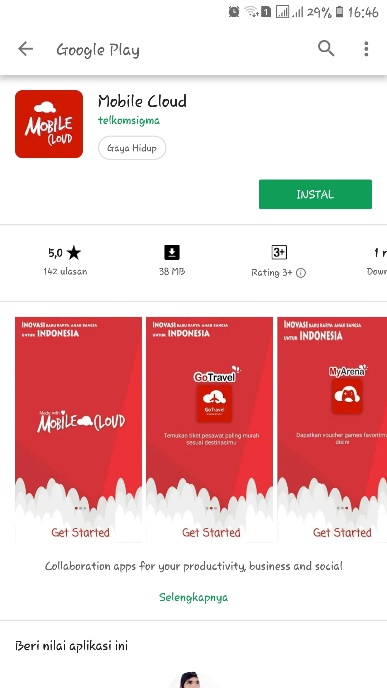 29% 16:46
Google Play
MOBILE
CLOUD
Mobile Cloud
telkomsigma
Gaya Hidup
INSTAL
5,0 ★
142 ulasan
38 MB
3+
Rating 3+
1 r
Dow
INOVASI BARU KARYA ANAK BANGSA
UNTUK INDONESIA
Made with
MOBILE CLOUD
Get Started
INOVASI BARU KARYA ANAK BANGSA
UNTUK INDONESIA
GoTravel
GoTravel
Temukan tiket pesawat paling murah
sesuai destinasimu
Get Started
INOVASI BARU KARYA ANAK BANGSA
UNTUK INDONESIA
MyArena
Dapatkan voucher games favoritmu
disini
Get Started
Collaboration apps for your productivity, business and social
Selengkapnya
Beri nilai aplikasi ini